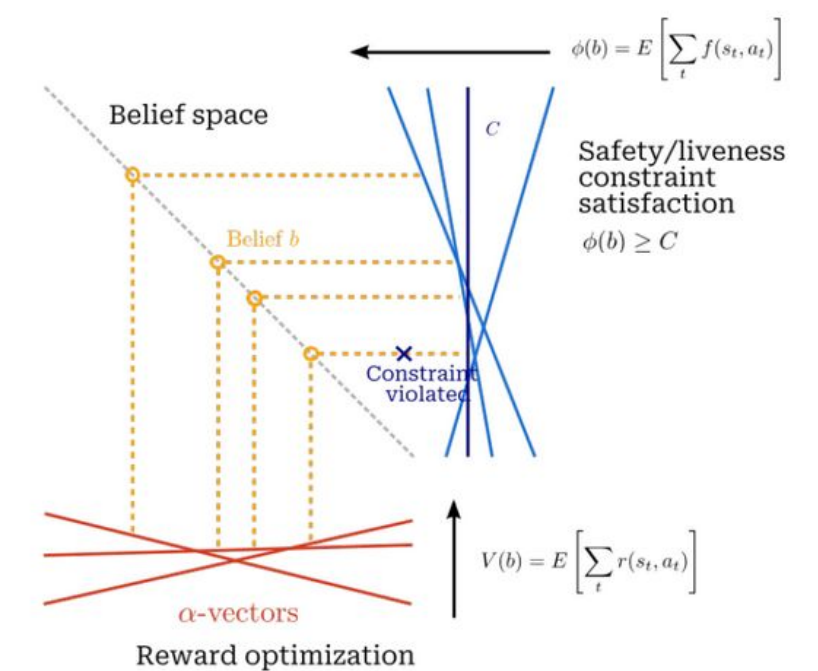 ϕ(b) = E[∑_t f(s_t, a_t)]
Belief space
C
Safety/liveness
constraint
satisfaction
ϕ(b) ≥ C
Belief b
Constraint
violated
V(b) = E[∑_t r(s_t, a_t)]
α-vectors
Reward optimization